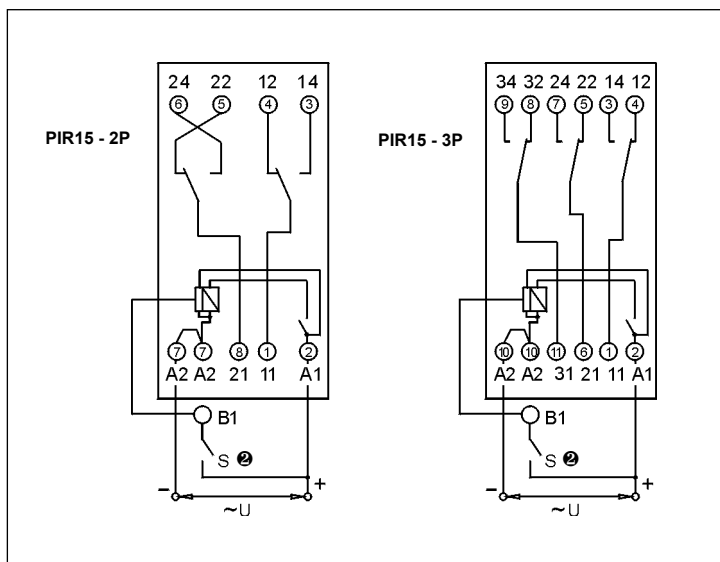 24 22 12 14
6 5 4 3
PIR15 - 2P
7 7 8 1 2
A2 A2 21 11 A1
B1
S 2
− +
~U
34 32 24 22 14 12
9 8 7 5 3 4
PIR15 - 3P
10 10 11 6 1 2
A2 A2 31 21 11 A1
B1
S 2
− +
~U